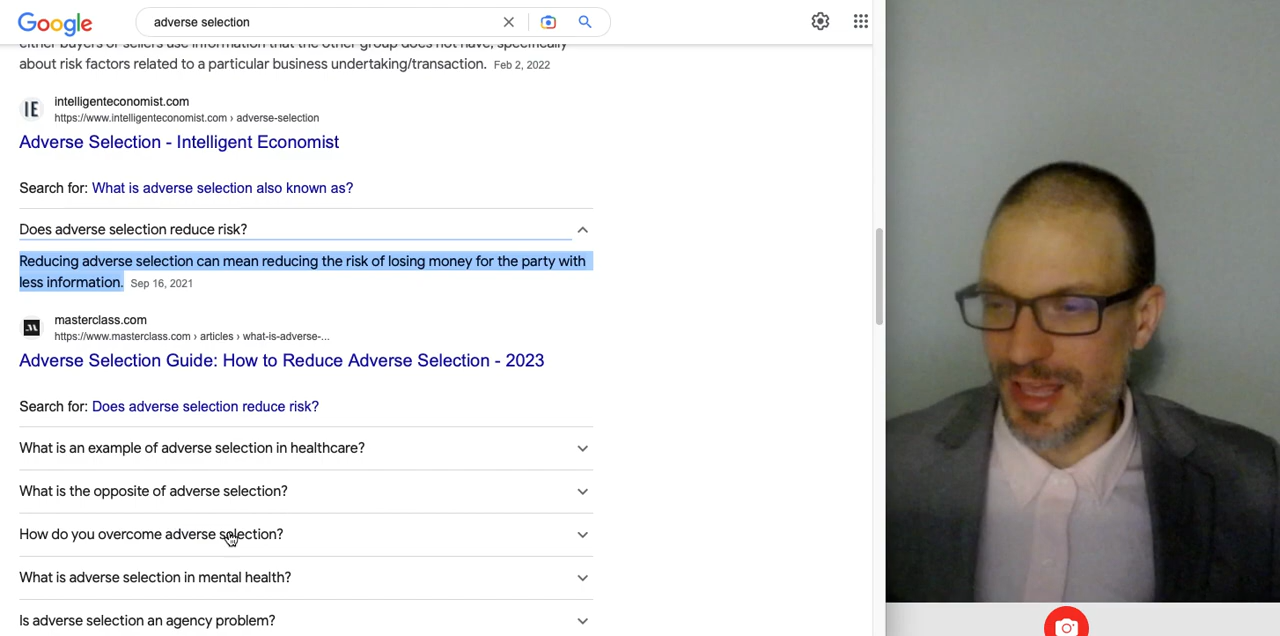 Google
adverse selection
either buyers or sellers use information that the other group does not have, specifically
about risk factors related to a particular business undertaking/transaction. Feb 2, 2022
IE
intelligenteconomist.com
https://www.intelligenteconomist.com › adverse-selection
Adverse Selection - Intelligent Economist
Search for: What is adverse selection also known as?
Does adverse selection reduce risk?
Reducing adverse selection can mean reducing the risk of losing money for the party with
less information. Sep 16, 2021
masterclass.com
https://www.masterclass.com › articles › what-is-adverse-...
Adverse Selection Guide: How to Reduce Adverse Selection - 2023
Search for: Does adverse selection reduce risk?
What is an example of adverse selection in healthcare?
What is the opposite of adverse selection?
How do you overcome adverse selection?
What is adverse selection in mental health?
Is adverse selection an agency problem?